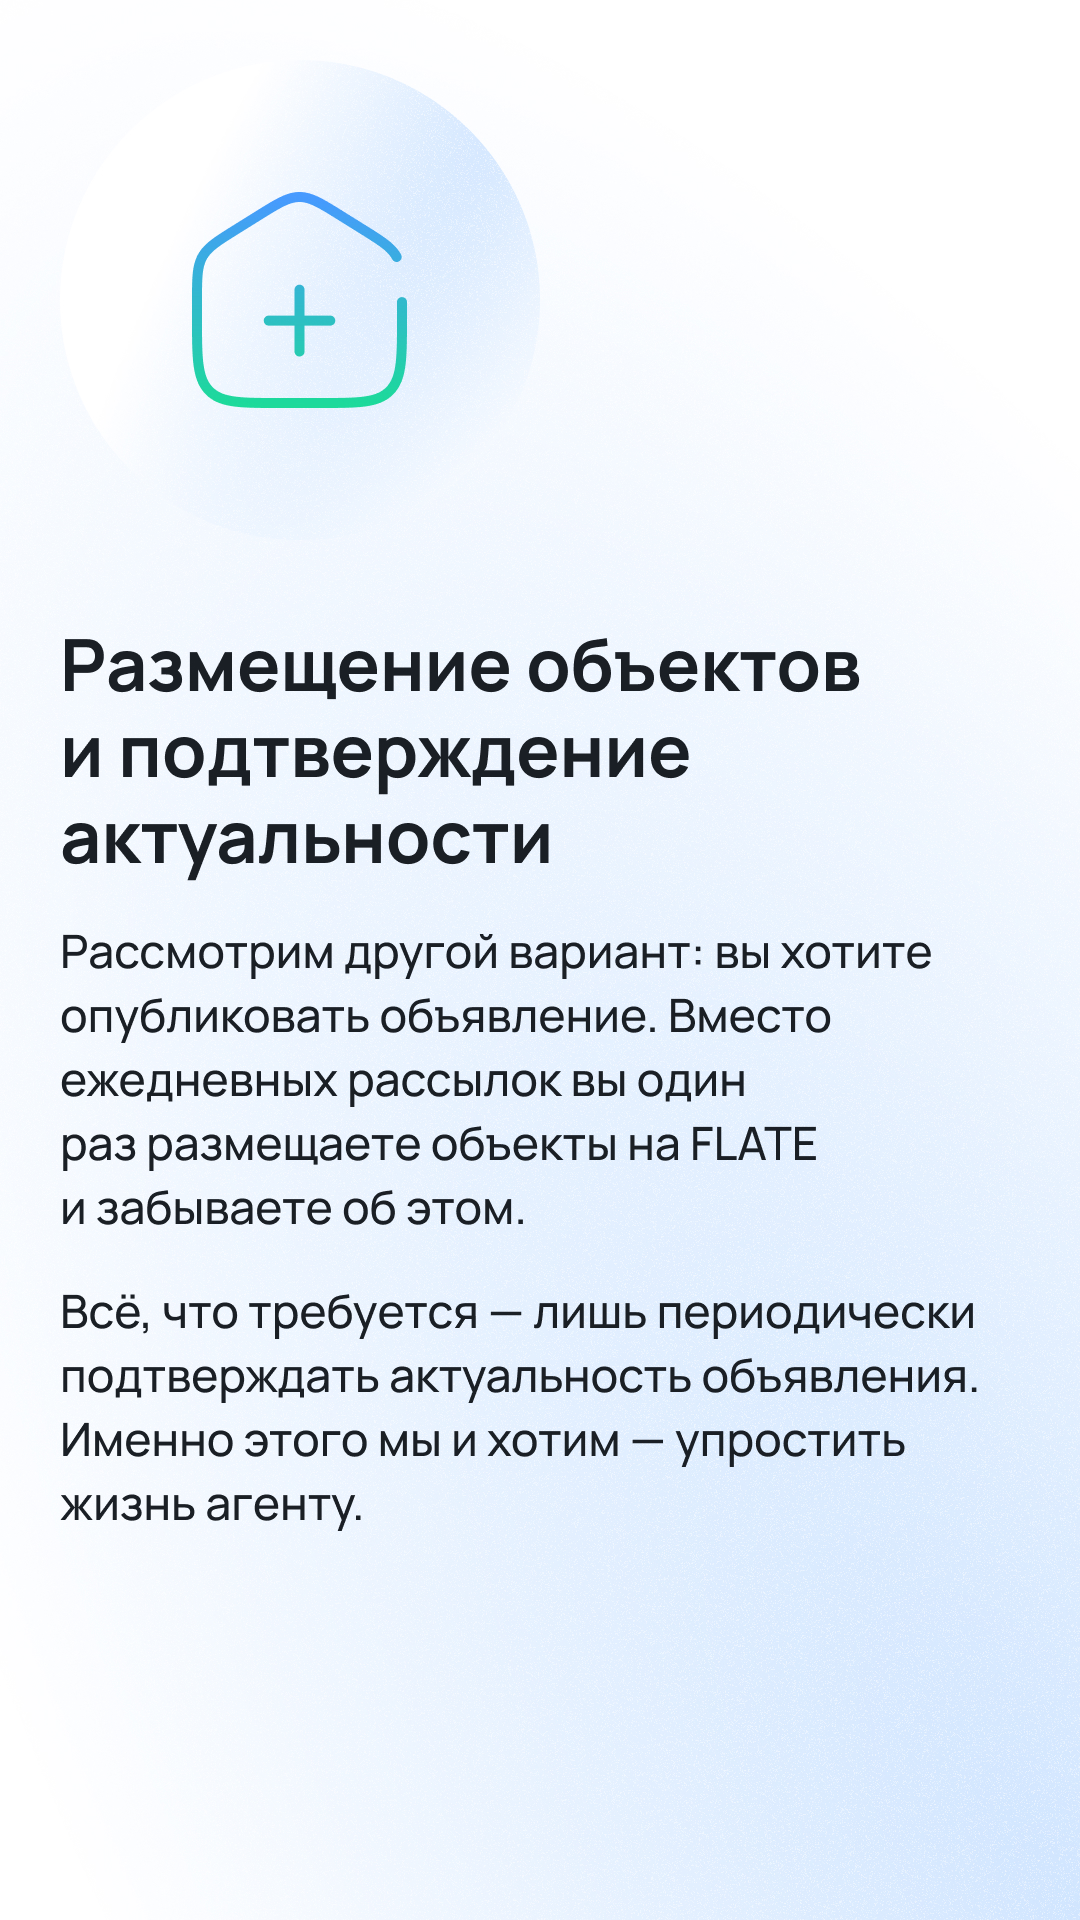 Размещение объектов
и подтверждение
актуальности
Рассмотрим другой вариант: вы хотите
опубликовать объявление. Вместо
ежедневных рассылок вы один
раз размещаете объекты на FLATE
и забываете об этом.
Всё, что требуется — лишь периодически
подтверждать актуальность объявления.
Именно этого мы и хотим — упростить
жизнь агенту.